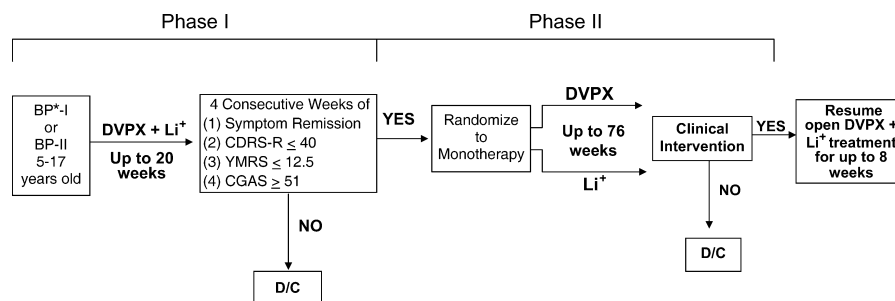 Phase I
Phase II
BP*-I
or
BP-II
5-17
years old
DVPX + Li+
Up to 20
weeks
4 Consecutive Weeks of
(1) Symptom Remission
(2) CDRS-R ≤ 40
(3) YMRS ≤ 12.5
(4) CGAS ≥ 51
NO
D/C
YES
Randomize
to
Monotherapy
DVPX
Up to 76
weeks
Li+
Clinical
Intervention
NO
D/C
YES
Resume
open DVPX +
Li+ treatment
for up to 8
weeks